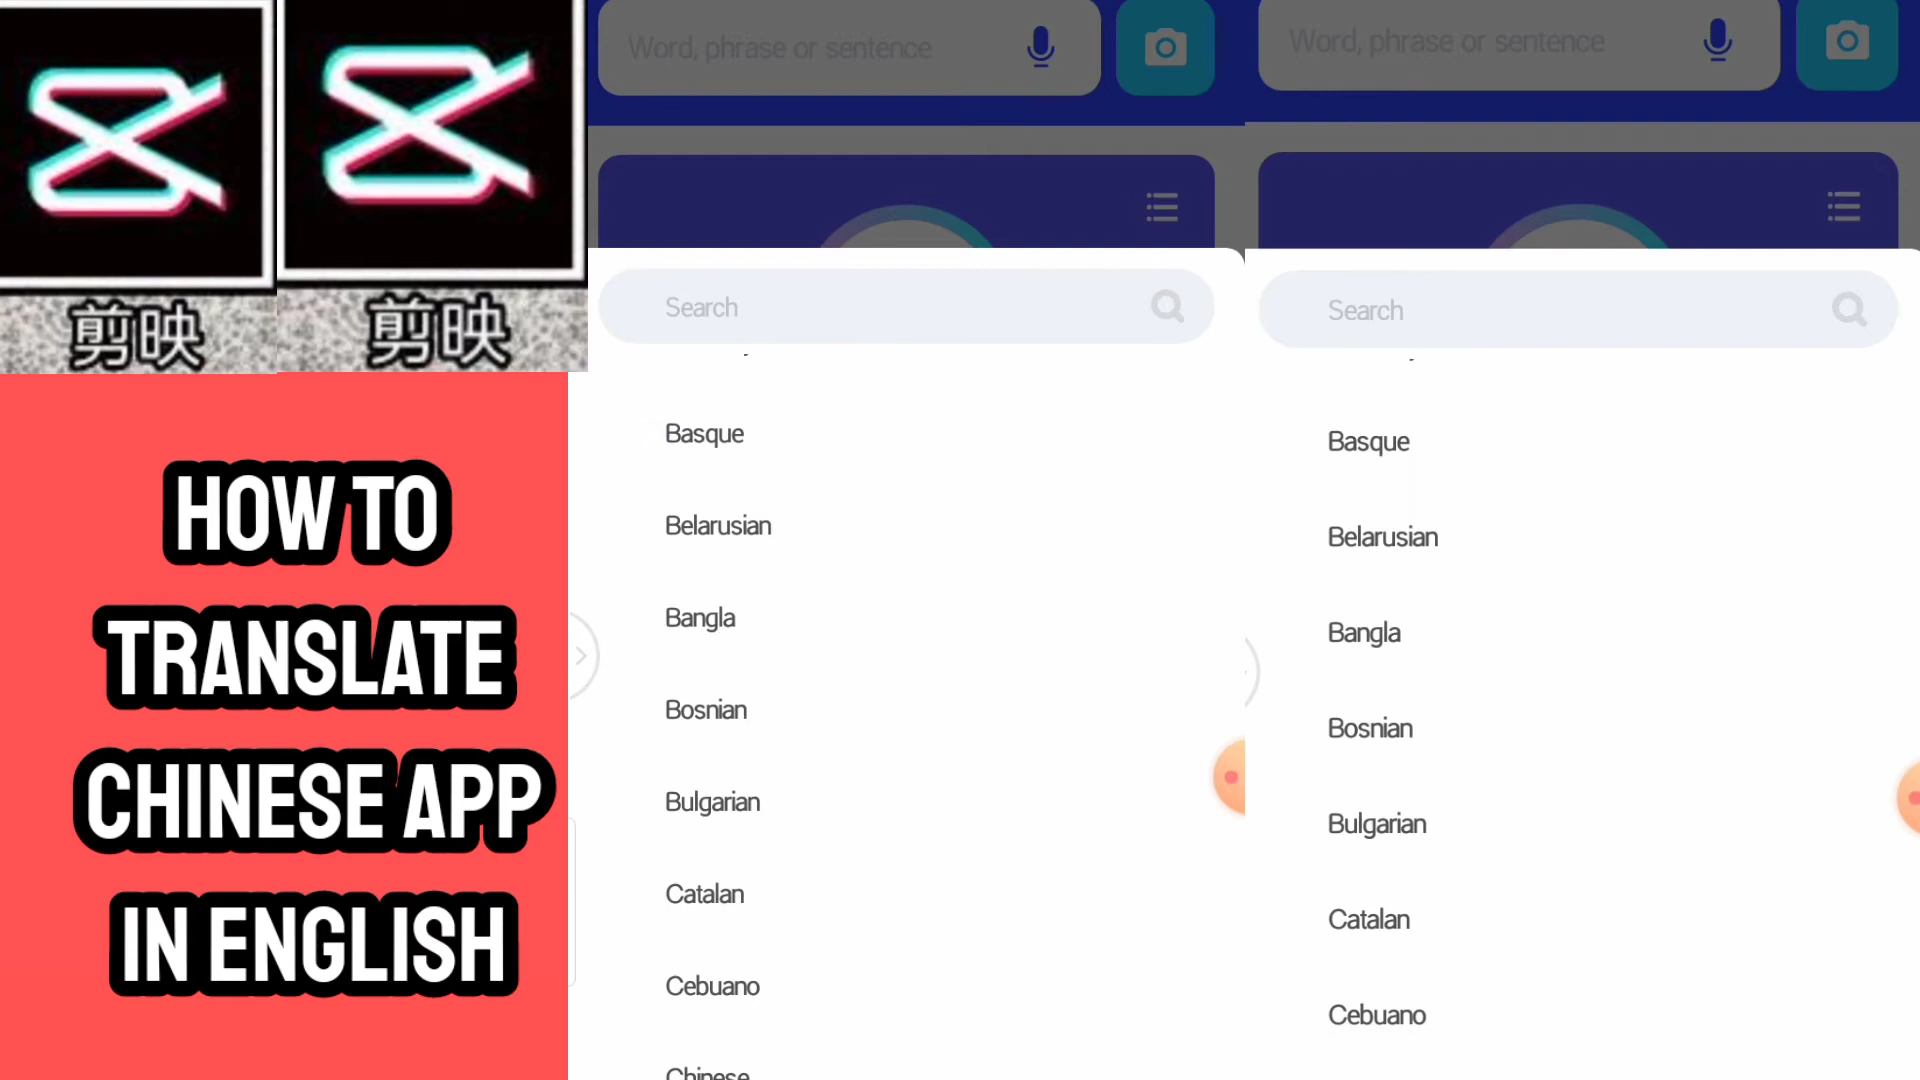 剪映
剪映
HOW TO
TRANSLATE
CHINESE APP
IN ENGLISH
Word, phrase or sentence
Search
Basque
Belarusian
Bangla
Bosnian
Bulgarian
Catalan
Cebuano
Chinese
Word, phrase or sentence
Search
Basque
Belarusian
Bangla
Bosnian
Bulgarian
Catalan
Cebuano